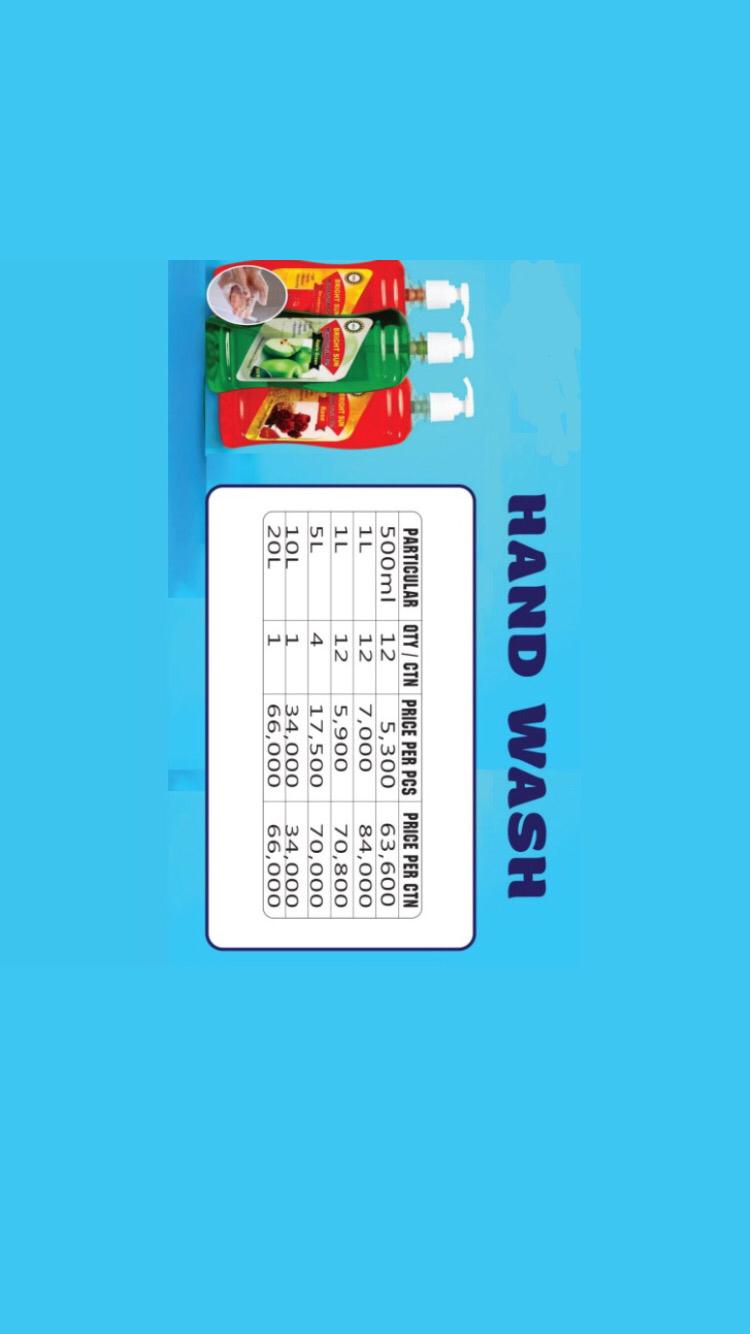 HAND WASH
PARTICULAR QTY / CTN PRICE PER PCS PRICE PER CTN
500ml 12 5,300 63,600
1L 12 7,000 84,000
1L 12 5,900 70,800
5L 4 17,500 70,000
10L 1 34,000 34,000
20L 1 66,000 66,000
BRIGHT SUN
Strawberry
BRIGHT SUN
Apple Green
BRIGHT SUN
Rose